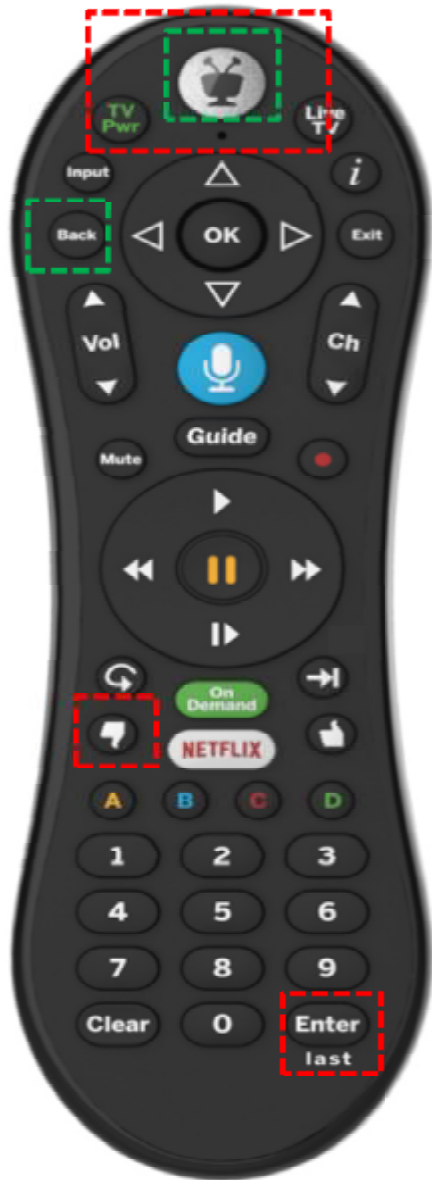 TV
Pwr
Live
TV
Input
i
Back
OK
Exit
Vol
Ch
Guide
Mute
On
Demand
NETFLIX
A B C D
1 2 3
4 5 6
7 8 9
Clear 0 Enter
last